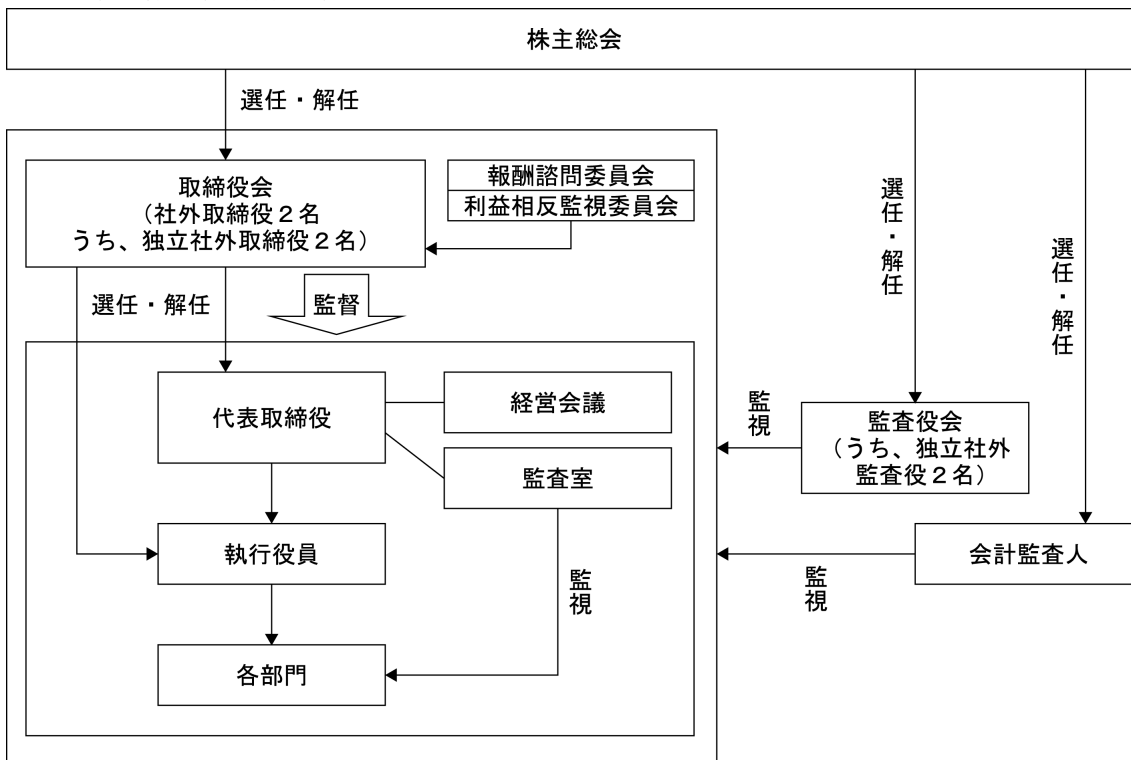 株主総会
選任・解任
取締役会
（社外取締役２名
うち、独立社外取締役２名）
報酬諮問委員会
利益相反監視委員会
選任・解任
選任・解任
選任・解任
監督
代表取締役
経営会議
監査室
監視
監査役会
（うち、独立社外
監査役２名）
執行役員
監視
監視
会計監査人
各部門